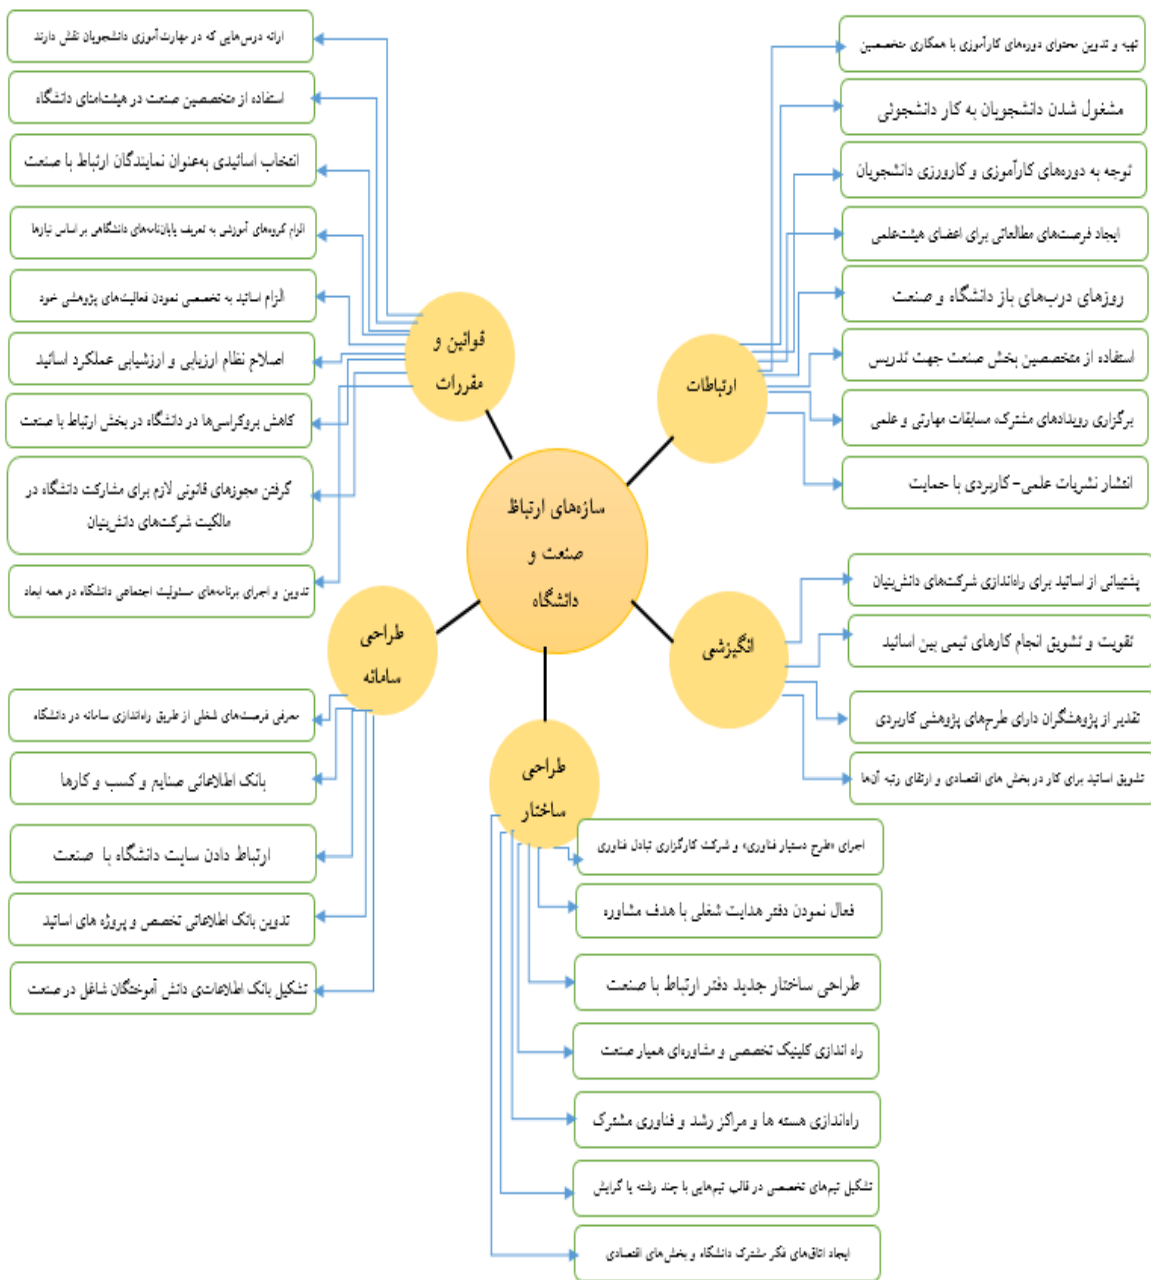 سازه‌های ارتباط
صنعت و
دانشگاه
ارتباطات
تهیه و تدوین محتوای دوره‌های کارآموزی با همکاری متخصصین
مشغول شدن دانشجویان به کار دانشجوئی
توجه به دوره‌های کارآموزی و کارورزی دانشجویان
ایجاد فرصت‌های مطالعاتی برای اعضای هیئت‌علمی
روزهای درب‌های باز دانشگاه و صنعت
استفاده از متخصصین بخش صنعت جهت تدریس
برگزاری رویدادهای مشترک، مسابقات مهارتی و علمی
انتشار نشریات علمی- کاربردی با حمایت
انگیزشی
پشتیبانی از اساتید برای راه‌اندازی شرکت‌های دانش‌بنیان
تقویت و تشویق انجام کارهای تیمی بین اساتید
تقدیر از پژوهشگران دارای طرح‌های پژوهشی کاربردی
تشویق اساتید برای کار در بخش های اقتصادی و ارتقای رتبه آن‌ها
طراحی
ساختار
اجرای «طرح دستیار فناوری» و شرکت کارگزاری تبادل فناوری
فعال نمودن دفتر هدایت شغلی با هدف مشاوره
طراحی ساختار جدید دفتر ارتباط با صنعت
راه اندازی کلینیک تخصصی و مشاوره‌ای همیار صنعت
راه‌اندازی هسته ها و مراکز رشد و فناوری مشترک
تشکیل تیم‌های تخصصی در قالب تیم‌هایی با چند رشته یا گرایش
ایجاد اتاق‌های فکر مشترک دانشگاه و بخش‌های اقتصادی
طراحی
سامانه
معرفی فرصت‌های شغلی از طریق راه‌اندازی سامانه در دانشگاه
بانک اطلاعاتی صنایع و کسب و کارها
ارتباط دادن سایت دانشگاه با صنعت
تدوین بانک اطلاعاتی تخصصی و پروژه های اساتید
تشکیل بانک اطلاعات‌ی دانش آموختگان شاغل در صنعت
قوانین و
مقررات
ارائه درس‌هایی که در مهارت‌آموزی دانشجویان نقش دارند
استفاده از متخصصین صنعت در هیئت‌امنای دانشگاه
انتخاب اساتیدی به‌عنوان نمایندگان ارتباط با صنعت
الزام گروه‌های آموزشی به تعریف پایان‌نامه‌های دانشگاهی بر اساس نیازها
الزام اساتید به تخصصی نمودن فعالیت‌های پژوهشی خود
اصلاح نظام ارزیابی و ارزشیابی عملکرد اساتید
کاهش بروکراسی‌ها در دانشگاه در بخش ارتباط با صنعت
گرفتن مجوزهای قانونی لازم برای مشارکت دانشگاه در
مالکیت شرکت‌های دانش‌بنیان
تدوین و اجرای برنامه‌های مسئولیت اجتماعی دانشگاه در همه ابعاد